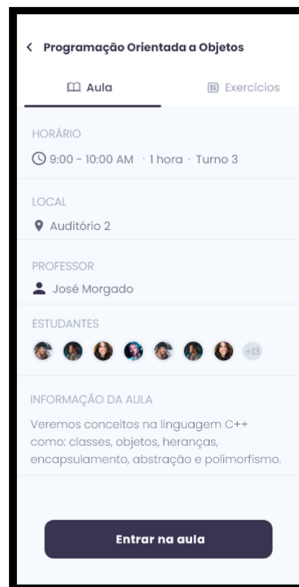 Programação Orientada a Objetos
Aula
Exercícios
HORÁRIO
9:00 - 10:00 AM · 1 hora · Turno 3
LOCAL
Auditório 2
PROFESSOR
José Morgado
ESTUDANTES
+13
INFORMAÇÃO DA AULA
Veremos conceitos na linguagem C++
como: classes, objetos, heranças,
encapsulamento, abstração e polimorfismo.
Entrar na aula